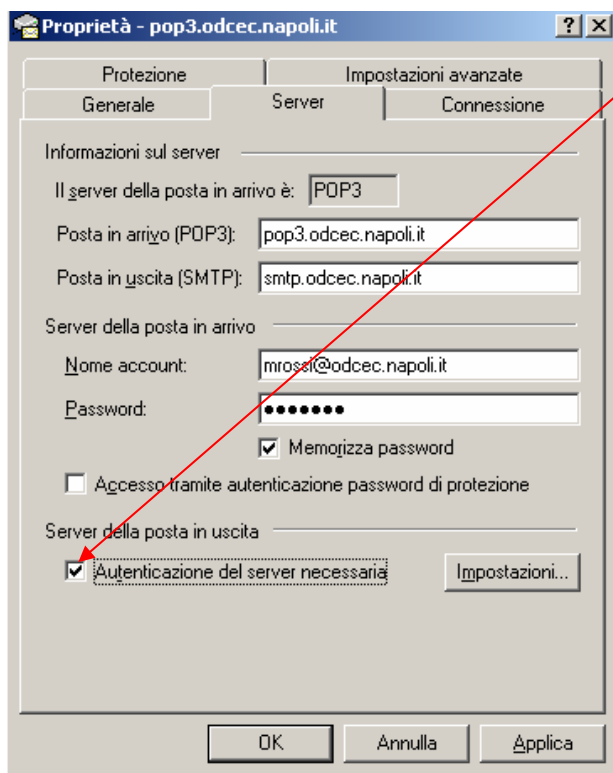 Proprietà - pop3.odcec.napoli.it
Protezione
Impostazioni avanzate
Generale
Server
Connessione
Informazioni sul server
Il server della posta in arrivo è: POP3
Posta in arrivo (POP3): pop3.odcec.napoli.it
Posta in uscita (SMTP): smtp.odcec.napoli.it
Server della posta in arrivo
Nome account: mrossi@odcec.napoli.it
Password: •••••••
Memorizza password
Accesso tramite autenticazione password di protezione
Server della posta in uscita
Autenticazione del server necessaria
Impostazioni...
OK
Annulla
Applica